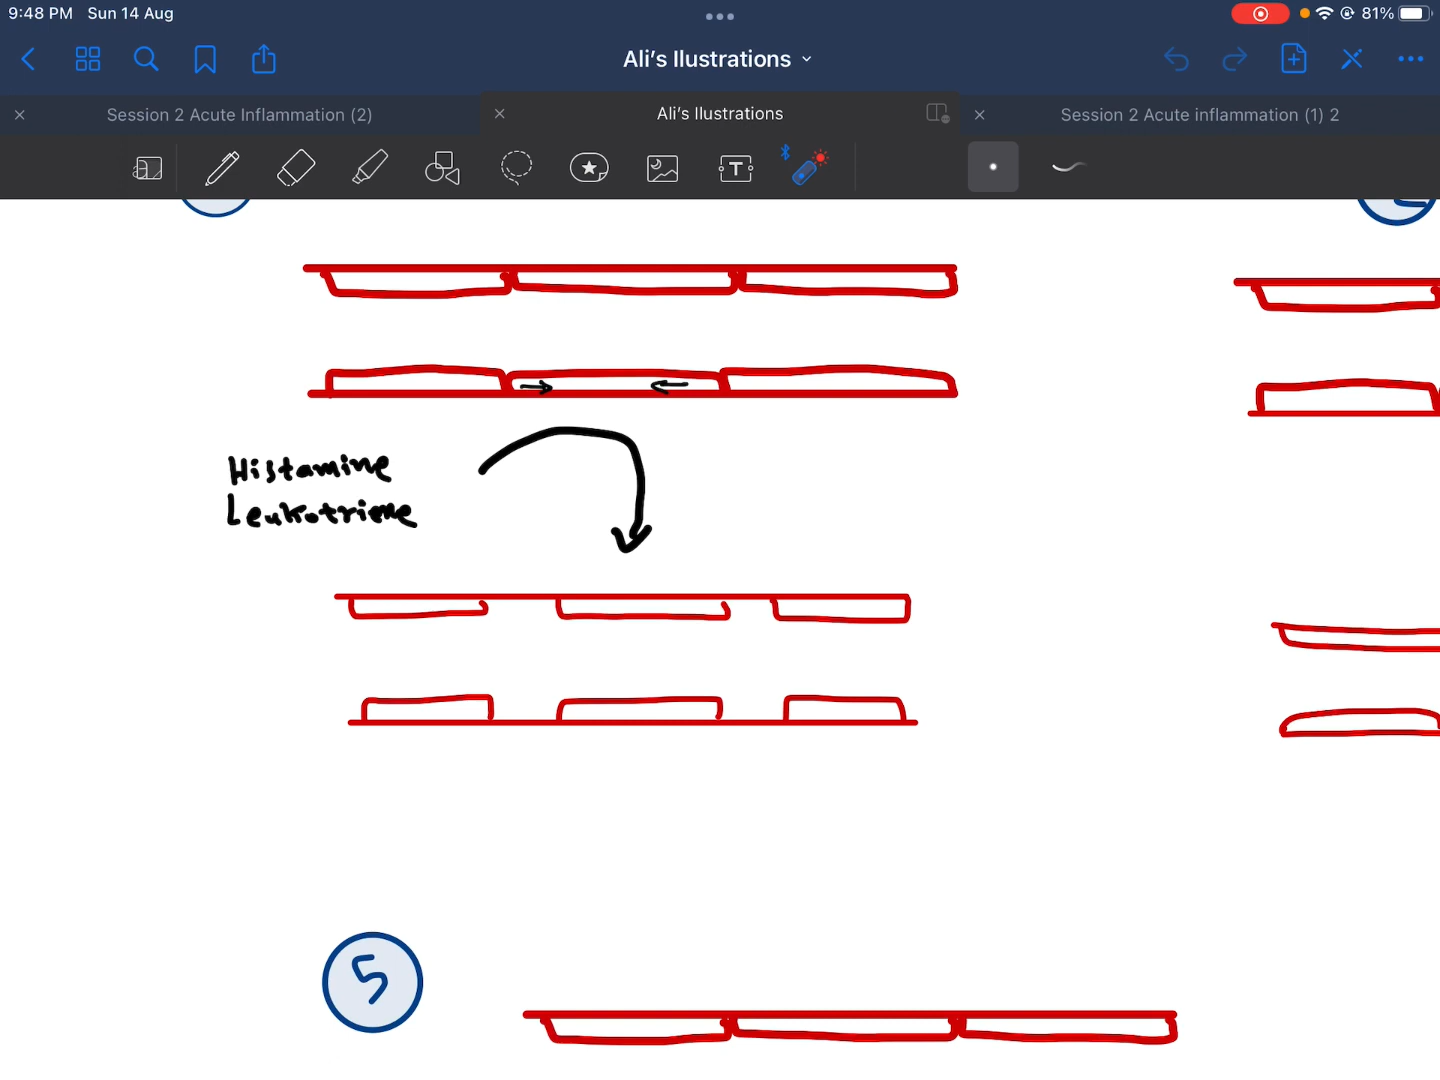 9:48 PM Sun 14 Aug
81%
Ali's Ilustrations
Session 2 Acute Inflammation (2)
Ali's Ilustrations
Session 2 Acute inflammation (1) 2
Histamine
Leukotriene
5